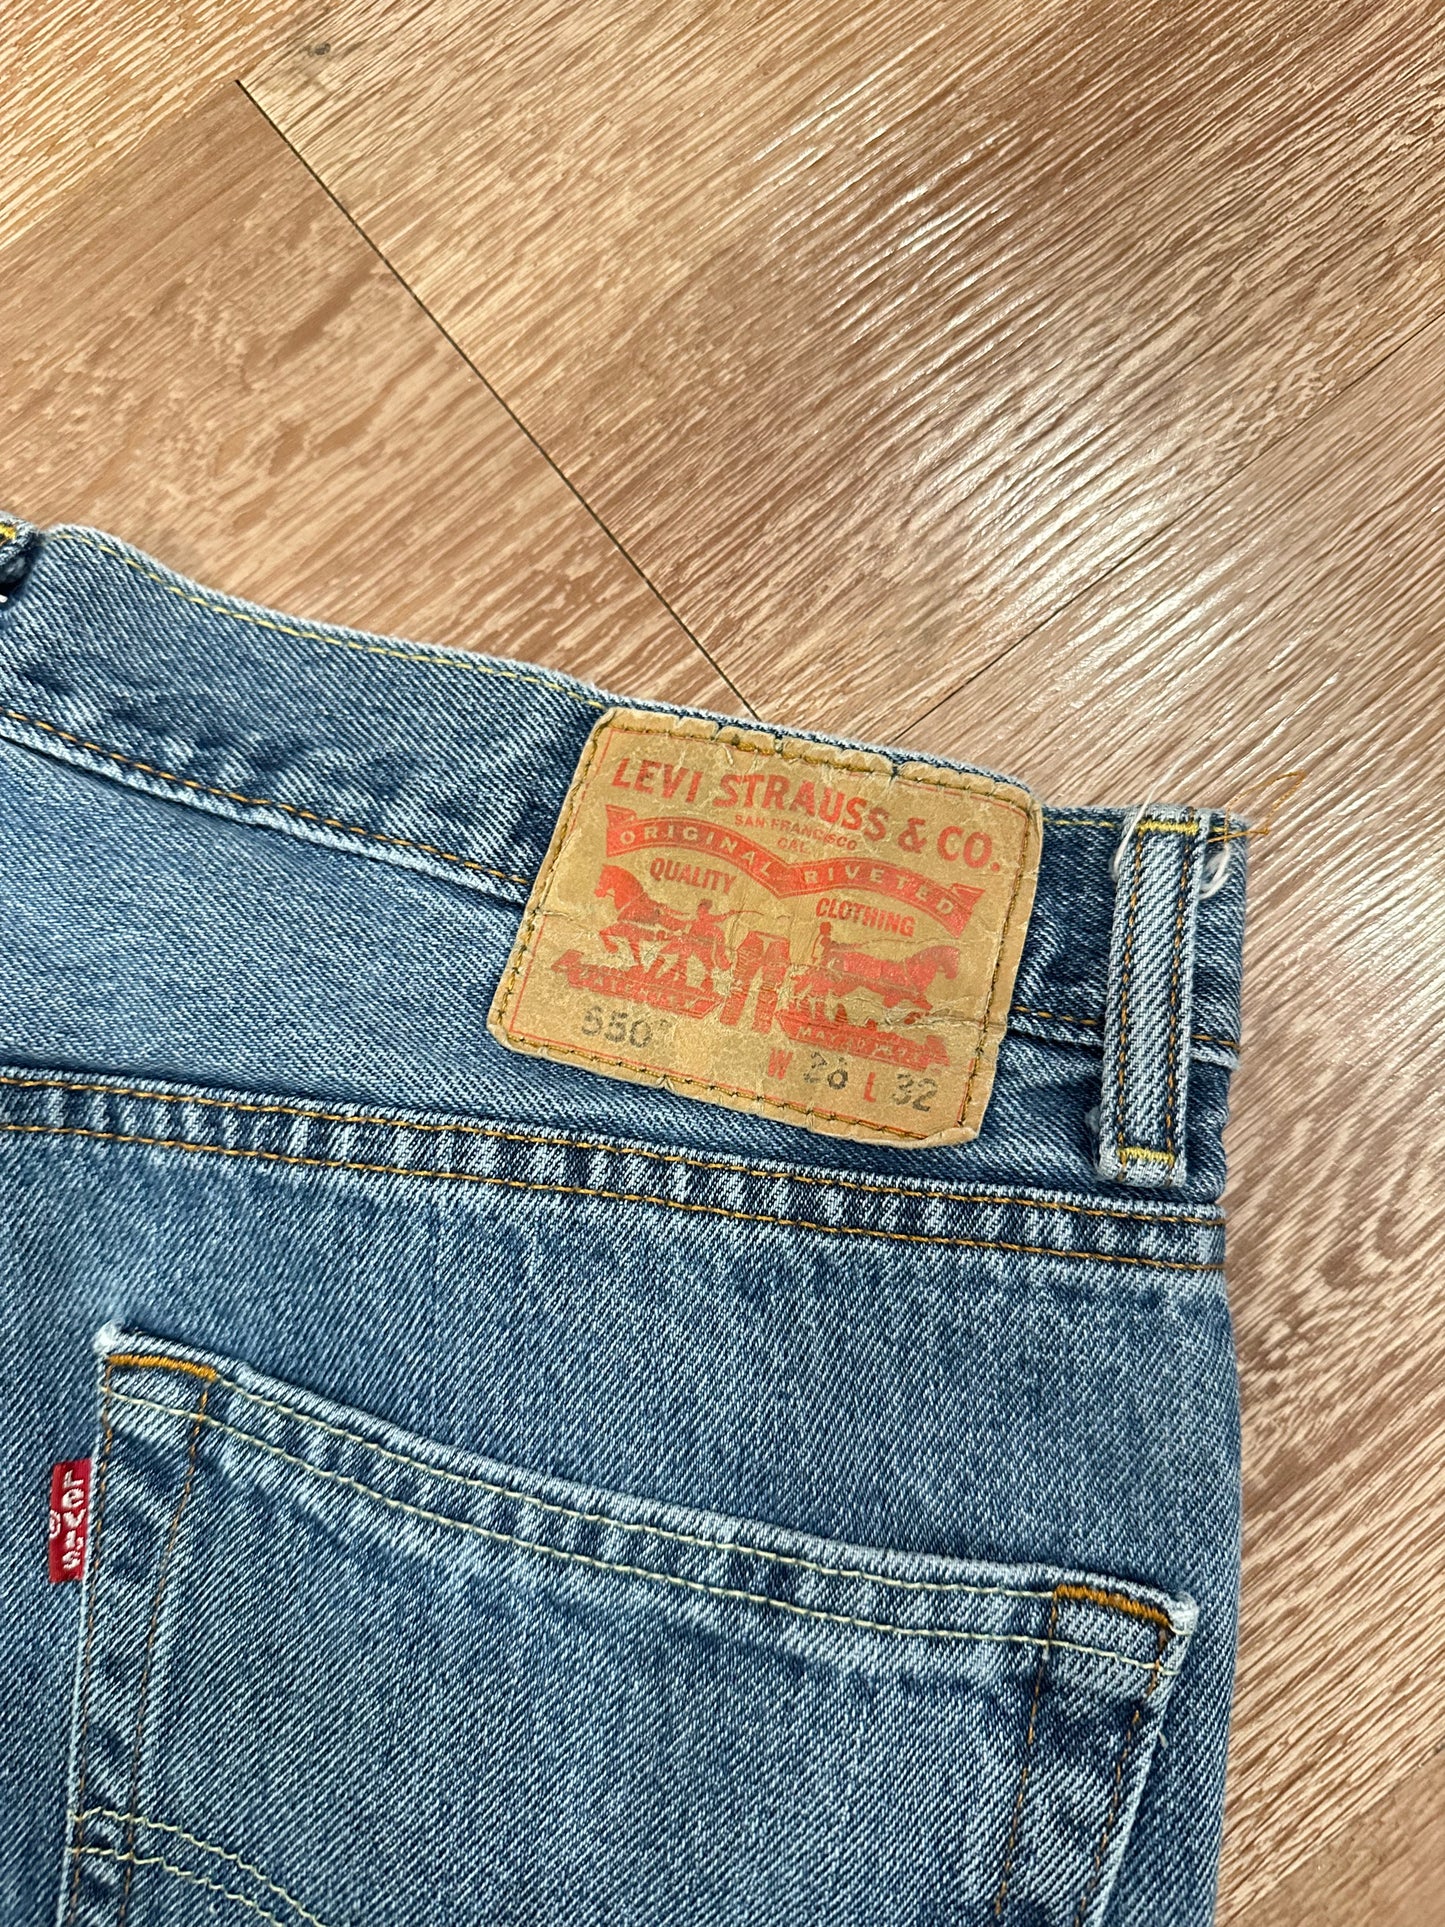 LEVI STRAUSS & CO.
SAN FRANCISCO
CAL.
ORIGINAL RIVETED
QUALITY CLOTHING
550
W L 32
Levi's
®